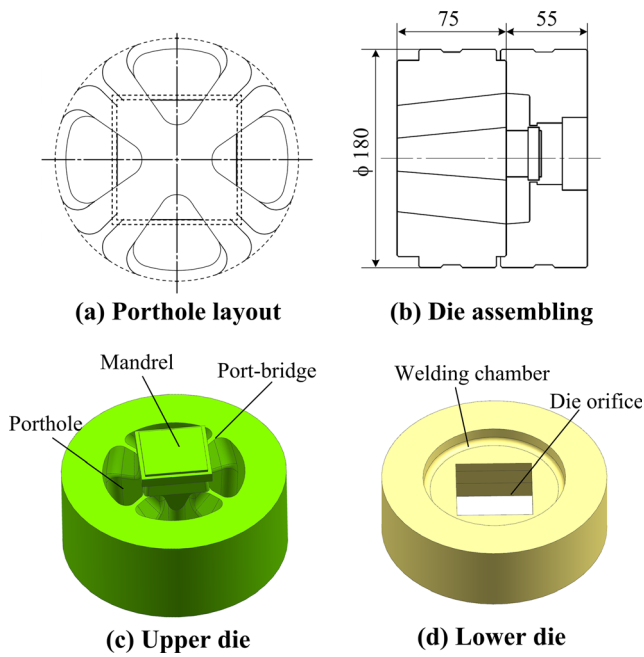 75
55
ϕ 180
(a) Porthole layout
(b) Die assembling
Mandrel
Port-bridge
Porthole
Welding chamber
Die orifice
(c) Upper die
(d) Lower die